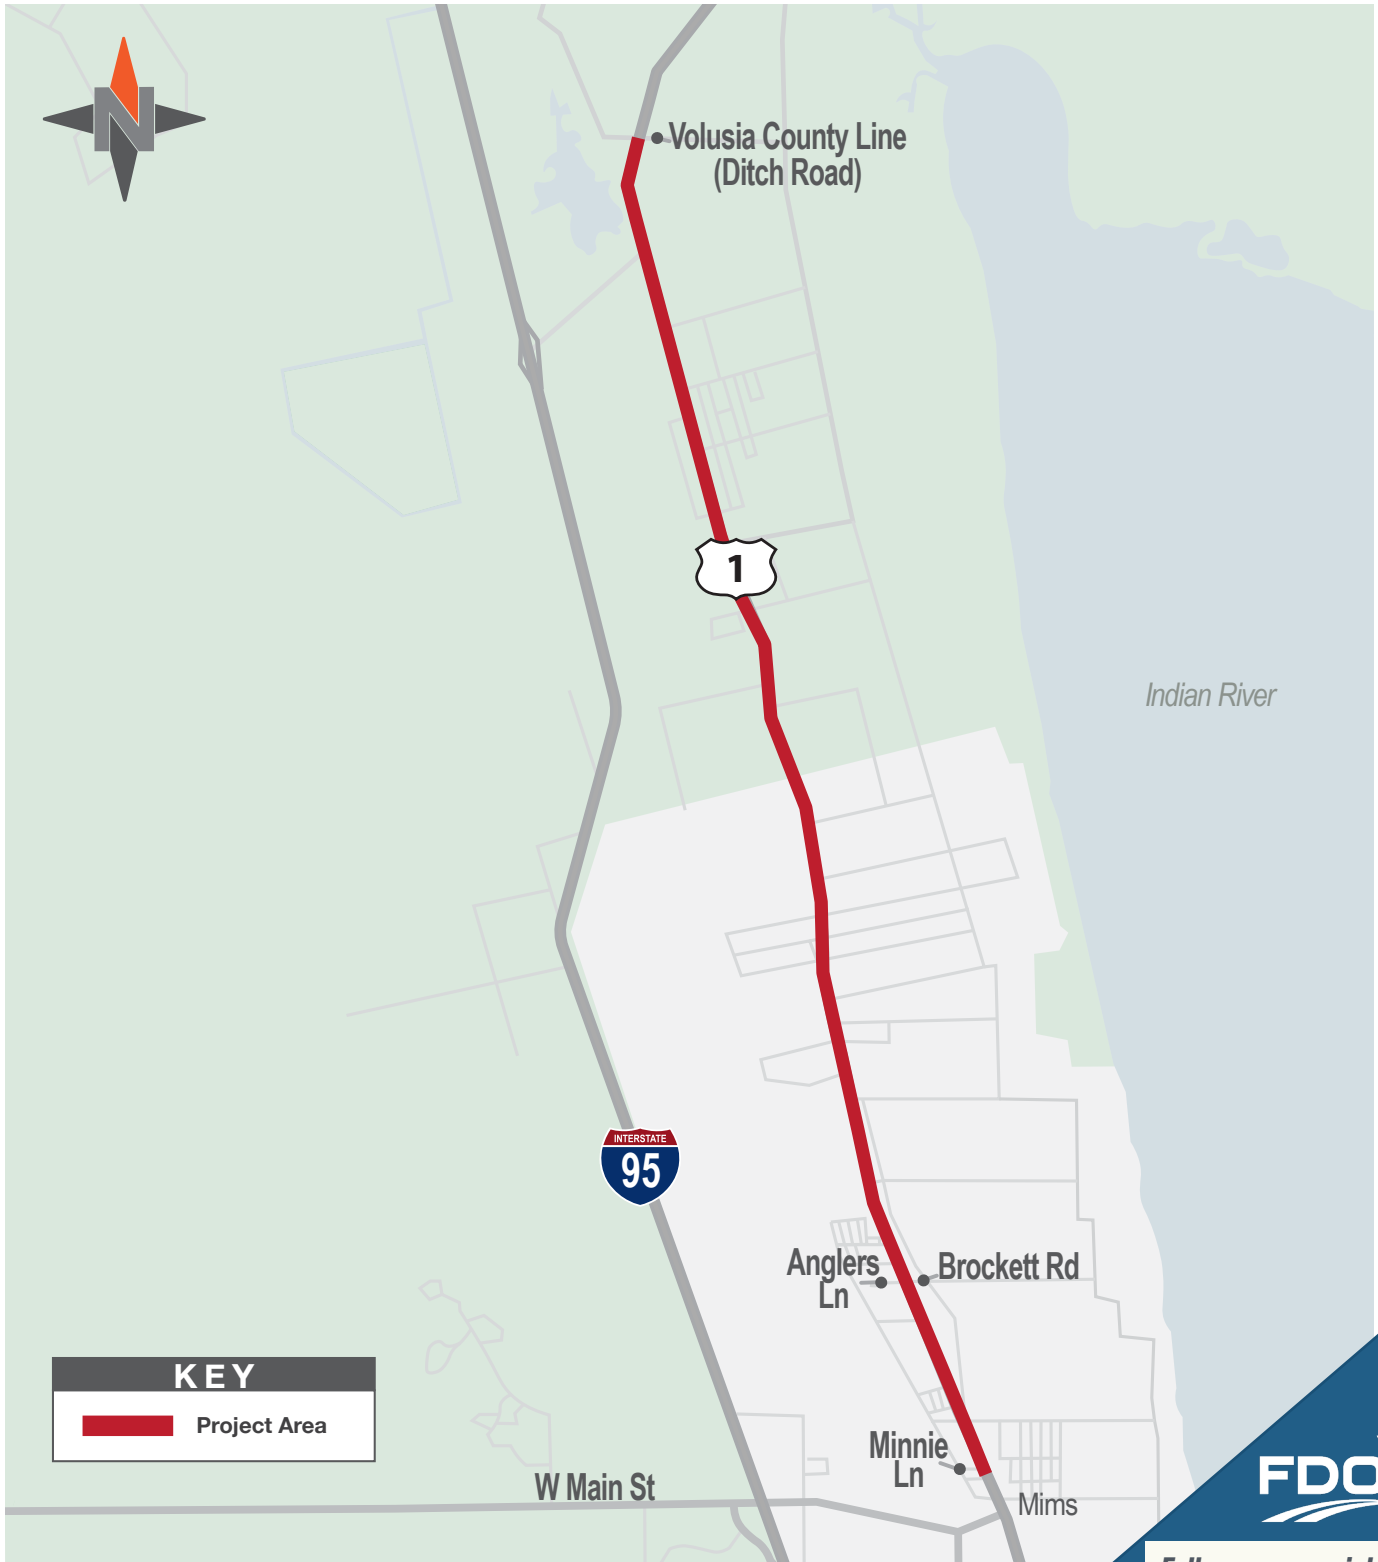 N
Volusia County Line
(Ditch Road)
1
Indian River
INTERSTATE
95
Anglers
Ln
Brockett Rd
KEY
Project Area
Minnie
Ln
W Main St
Mims